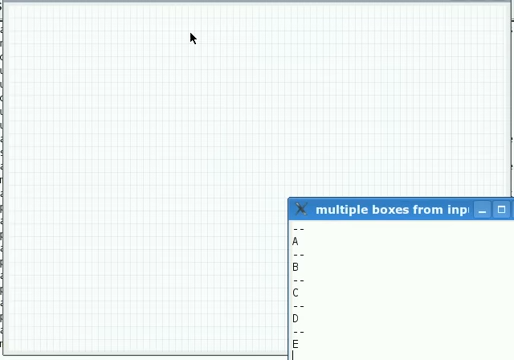 multiple boxes from inp
--
A
--
B
--
C
--
D
--
E